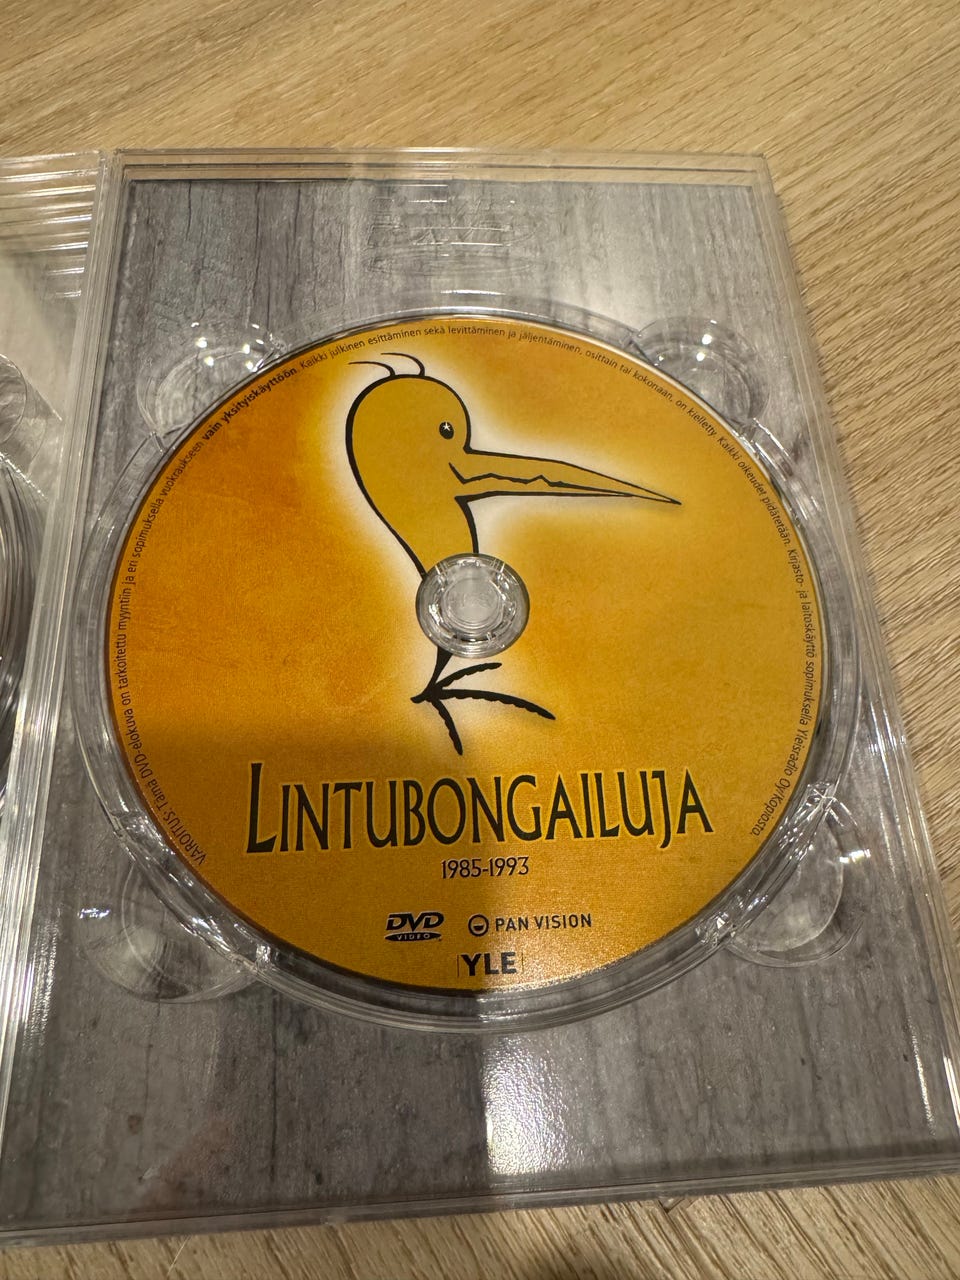 VAROITUS: Tämä DVD-elokuva on tarkoitettu myyntiin ja eri sopimuksella vuokraukseen vain yksityiskäyttöön. Kaikki julkinen esittäminen sekä levittäminen ja jäljentäminen, osittain tai kokonaan, on kielletty. Kaikki oikeudet pidätetään. Kirjasto- ja laitoskäyttö sopimuksella Yleisradio Oy/Kopiosto.
LINTUBONGAILUJA
1985-1993
DVD VIDEO PAN VISION
YLE